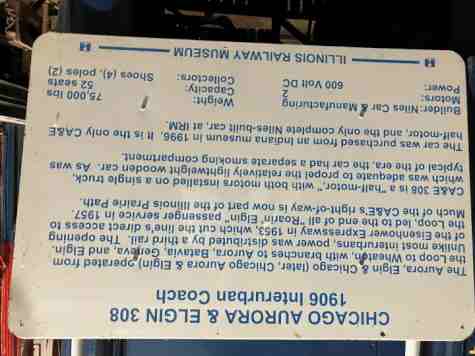 CHICAGO AURORA & ELGIN 308
1906 Interurban Coach
The Aurora, Elgin & Chicago (later, Chicago Aurora & Elgin) operated from
the Loop to Wheaton, with branches to Aurora, Batavia, Geneva, and Elgin.
Unlike most interurbans, power was distributed by a third rail. The opening
of the Eisenhower Expressway in 1953, which cut the line's direct access to
the Loop, led to the end of all "Roarin' Elgin" passenger service in 1957.
Much of the CA&E's right-of-way is now part of the Illinois Prairie Path.
CA&E 308 is a "half-motor," with both motors installed on a single truck,
which was adequate to propel the relatively lightweight wooden car. As was
typical of the era, the car had a separate smoking compartment.
The car was purchased from an Indiana museum in 1996. It is the only CA&E
half-motor, and the only complete Niles-built-car, at IRM.
Builder: Niles Car & Manufacturing Weight: 75,000 lbs
Motors: 2 Capacity: 52 seats
Power: 600 Volt DC Collectors: Shoes (4), poles (2)
ILLINOIS RAILWAY MUSEUM